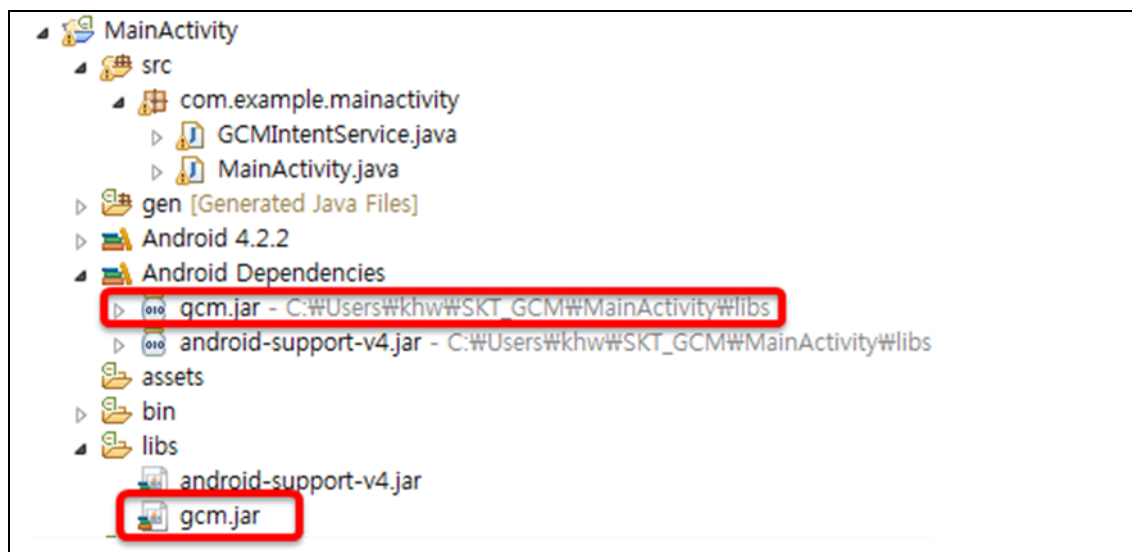 MainActivity
src
com.example.mainactivity
GCMIntentService.java
MainActivity.java
gen [Generated Java Files]
Android 4.2.2
Android Dependencies
gcm.jar - C:₩Users₩khw₩SKT_GCM₩MainActivity₩libs
android-support-v4.jar - C:₩Users₩khw₩SKT_GCM₩MainActivity₩libs
assets
bin
libs
android-support-v4.jar
gcm.jar